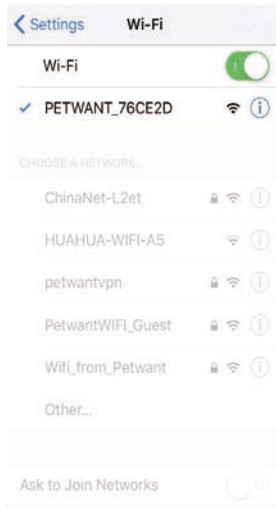 Settings Wi-Fi
Wi-Fi
PETWANT_76CE2D
CHOOSE A NETWORK...
ChinaNet-L2et
HUAHUA-WIFI-A5
petwantvpn
PetwantWIFI_Guest
Wifi_from_Petwant
Other...
Ask to Join Networks